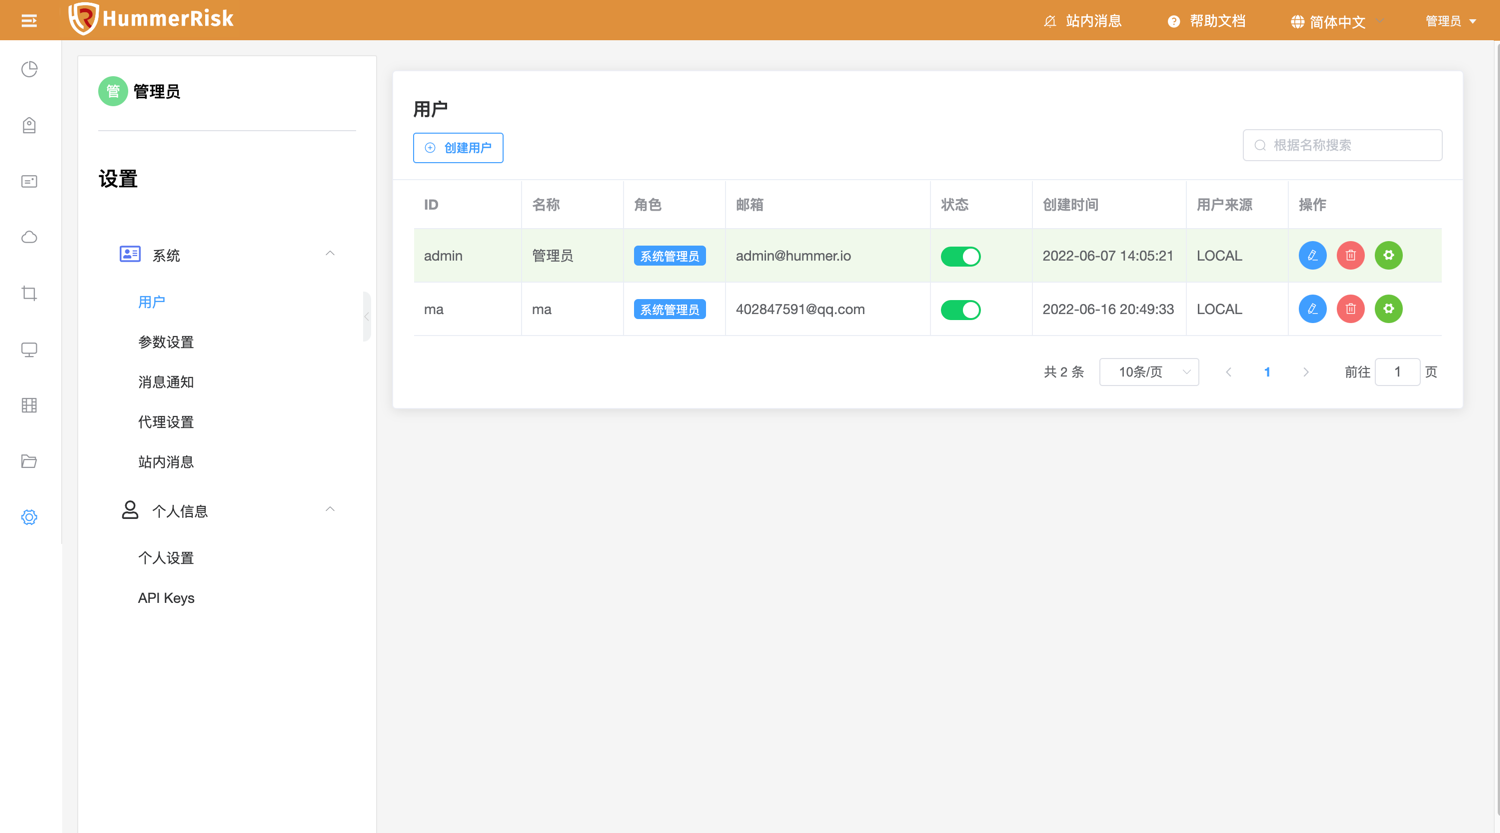 HummerRisk
站内消息
帮助文档
简体中文
管理员
管 管理员
设置
系统
用户
参数设置
消息通知
代理设置
站内消息
个人信息
个人设置
API Keys
用户
创建用户
根据名称搜索
ID 名称 角色 邮箱 状态 创建时间 用户来源 操作
admin 管理员 系统管理员 admin@hummer.io 2022-06-07 14:05:21 LOCAL
ma ma 系统管理员 402847591@qq.com 2022-06-16 20:49:33 LOCAL
共 2 条 10条/页 1 前往 1 页